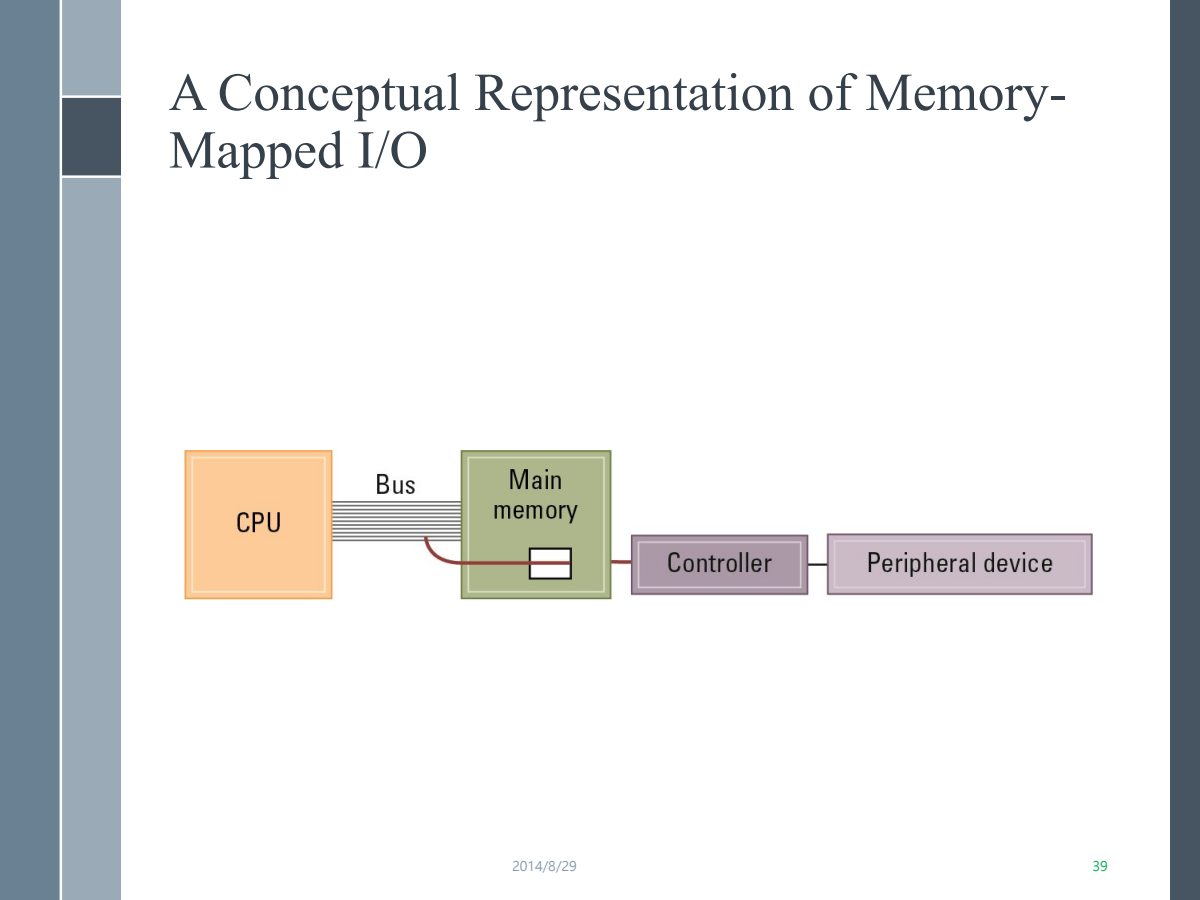 A Conceptual Representation of Memory-
Mapped I/O
Bus
CPU
Main
memory
Controller
Peripheral device
2014/8/29
39